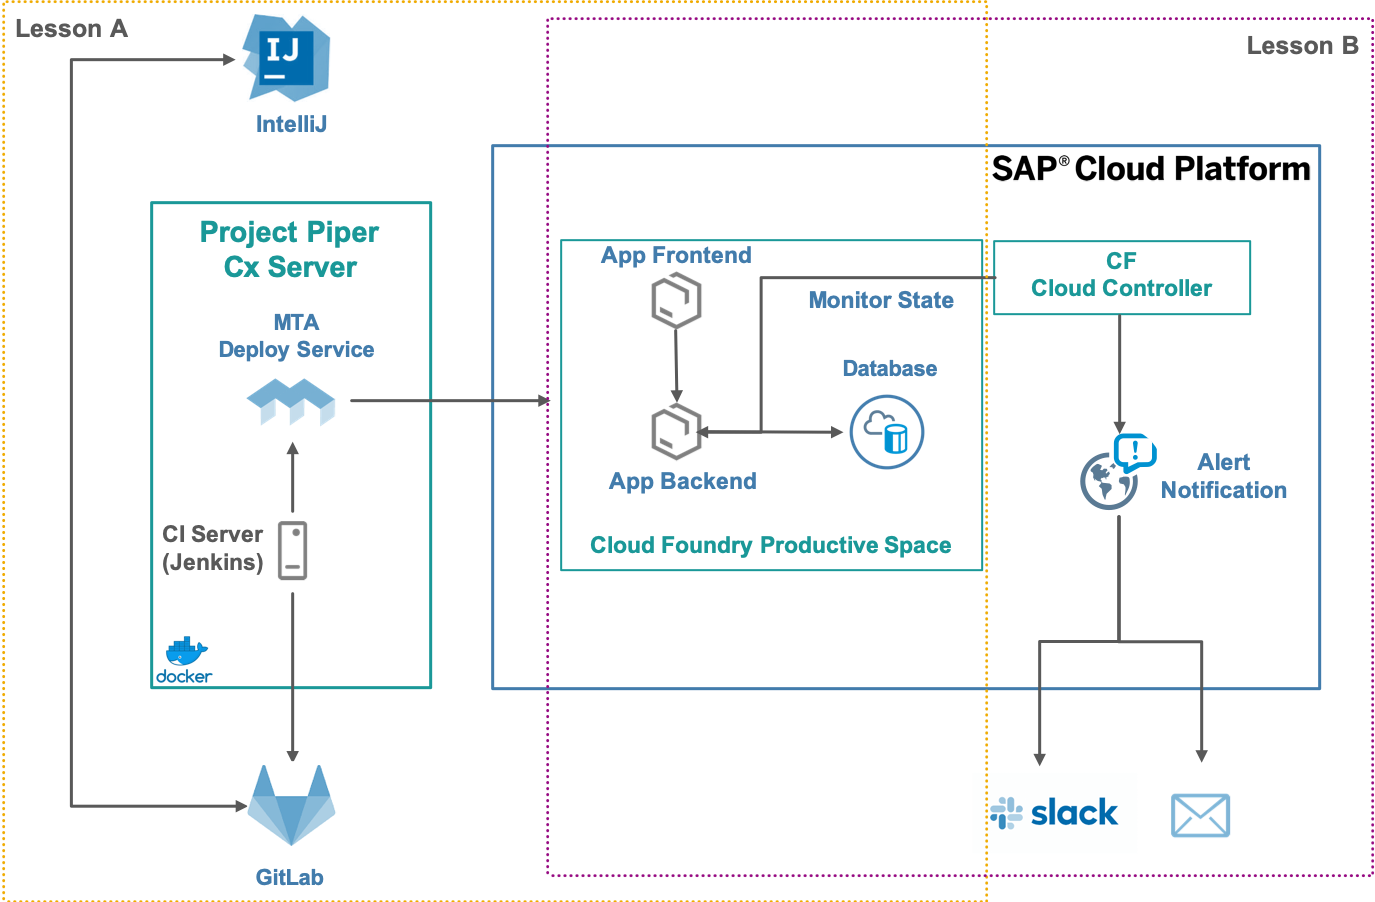 Lesson A
Lesson B
IJ
IntelliJ
SAP® Cloud Platform
Project Piper
Cx Server
MTA
Deploy Service
App Frontend
Monitor State
CF
Cloud Controller
Database
App Backend
Alert
Notification
CI Server
(Jenkins)
Cloud Foundry Productive Space
docker
slack
GitLab